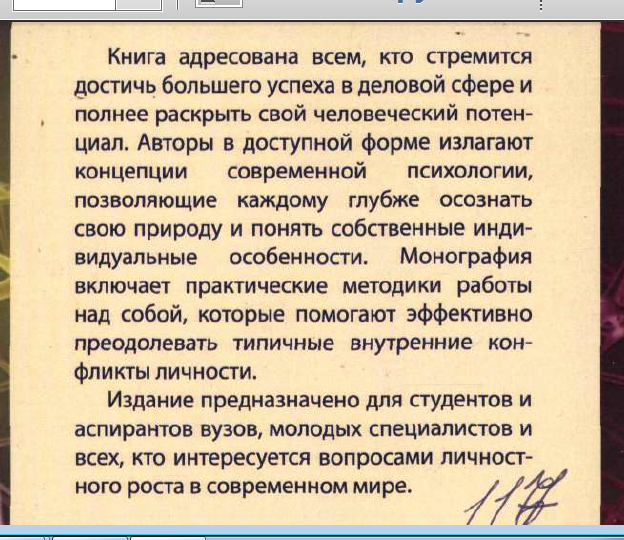 Книга адресована всем, кто стремится
достичь большего успеха в деловой сфере и
полнее раскрыть свой человеческий потен-
циал. Авторы в доступной форме излагают
концепции современной психологии,
позволяющие каждому глубже осознать
свою природу и понять собственные инди-
видуальные особенности. Монография
включает практические методики работы
над собой, которые помогают эффективно
преодолевать типичные внутренние кон-
фликты личности.
Издание предназначено для студентов и
аспирантов вузов, молодых специалистов и
всех, кто интересуется вопросами личност-
ного роста в современном мире.